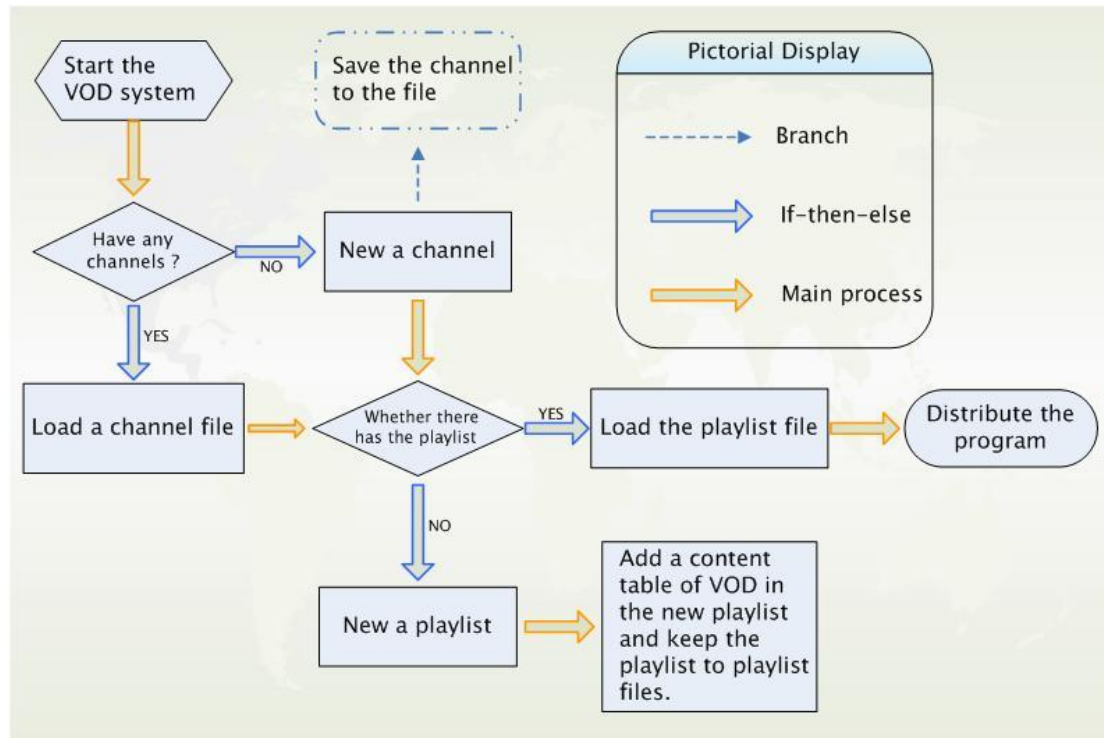 Start the
VOD system
Save the channel
to the file
Pictorial Display
Branch
If-then-else
Main process
Have any
channels ?
NO
New a channel
YES
Load a channel file
Whether there
has the playlist
YES
Load the playlist file
Distribute the
program
NO
New a playlist
Add a content
table of VOD in
the new playlist
and keep the
playlist to playlist
files.